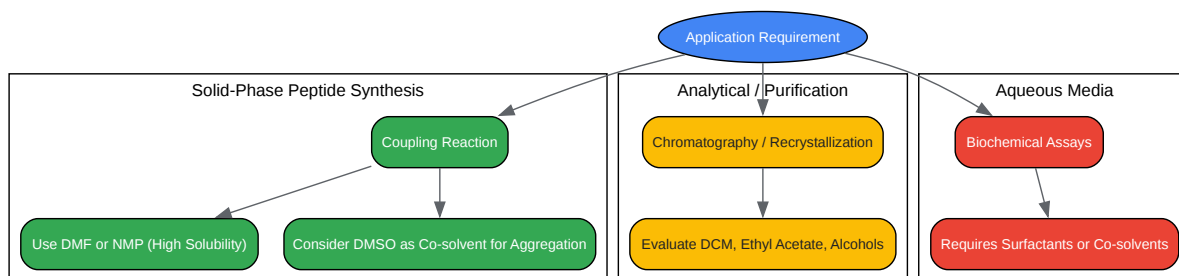 Application Requirement
Solid-Phase Peptide Synthesis
Analytical / Purification
Aqueous Media
Coupling Reaction
Chromatography / Recrystallization
Biochemical Assays
Use DMF or NMP (High Solubility)
Consider DMSO as Co-solvent for Aggregation
Evaluate DCM, Ethyl Acetate, Alcohols
Requires Surfactants or Co-solvents